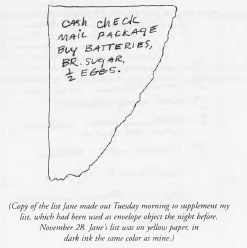 CASH CHECK
MAIL PACKAGE
BUY BATTERIES,
BR. SUGAR,
½ EGGS.
(Copy of the list Jane made out Tuesday morning to supplement my
list, which had been used as envelope object the night before,
November 28. Jane's list was on yellow paper, in
dark ink the same color as mine.)